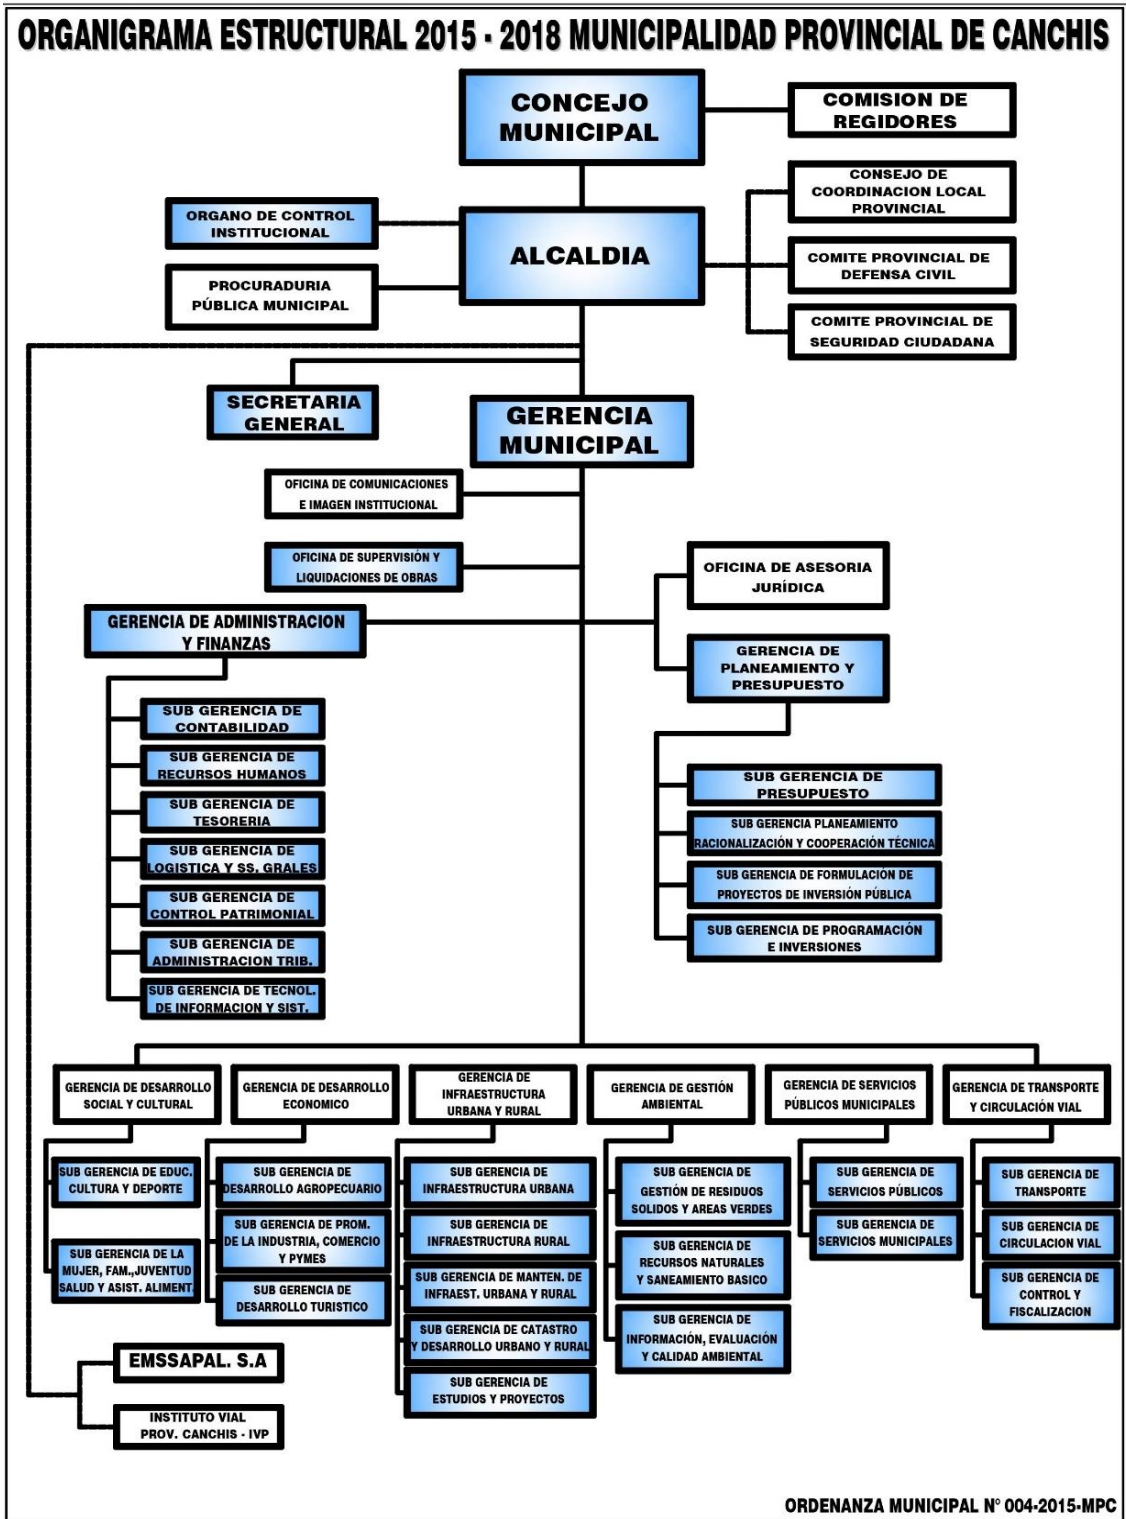 ORGANIGRAMA ESTRUCTURAL 2015 - 2018 MUNICIPALIDAD PROVINCIAL DE CANCHIS
CONCEJO
MUNICIPAL
COMISION DE
REGIDORES
CONSEJO DE
COORDINACION LOCAL
PROVINCIAL
ORGANO DE CONTROL
INSTITUCIONAL
ALCALDIA
COMITE PROVINCIAL DE
DEFENSA CIVIL
PROCURADURIA
PÚBLICA MUNICIPAL
COMITE PROVINCIAL DE
SEGURIDAD CIUDADANA
SECRETARIA
GENERAL
GERENCIA
MUNICIPAL
OFICINA DE COMUNICACIONES
E IMAGEN INSTITUCIONAL
OFICINA DE SUPERVISIÓN Y
LIQUIDACIONES DE OBRAS
OFICINA DE ASESORIA
JURÍDICA
GERENCIA DE ADMINISTRACION
Y FINANZAS
GERENCIA DE
PLANEAMIENTO Y
PRESUPUESTO
SUB GERENCIA DE
CONTABILIDAD
SUB GERENCIA DE
RECURSOS HUMANOS
SUB GERENCIA DE
TESORERIA
SUB GERENCIA DE
LOGISTICA Y SS. GRALES
SUB GERENCIA DE
CONTROL PATRIMONIAL
SUB GERENCIA DE
ADMINISTRACION TRIB.
SUB GERENCIA DE TECNOL.
DE INFORMACION Y SIST.
SUB GERENCIA DE
PRESUPUESTO
SUB GERENCIA PLANEAMIENTO
RACIONALIZACIÓN Y COOPERACIÓN TÉCNICA
SUB GERENCIA DE FORMULACIÓN DE
PROYECTOS DE INVERSIÓN PÚBLICA
SUB GERENCIA DE PROGRAMACIÓN
E INVERSIONES
GERENCIA DE DESARROLLO
SOCIAL Y CULTURAL
GERENCIA DE DESARROLLO
ECONOMICO
GERENCIA DE
INFRAESTRUCTURA
URBANA Y RURAL
GERENCIA DE GESTIÓN
AMBIENTAL
GERENCIA DE SERVICIOS
PÚBLICOS MUNICIPALES
GERENCIA DE TRANSPORTE
Y CIRCULACIÓN VIAL
SUB GERENCIA DE EDUC.
CULTURA Y DEPORTE
SUB GERENCIA DE LA
MUJER, FAM.,JUVENTUD
SALUD Y ASIST. ALIMENT.
SUB GERENCIA DE
DESARROLLO AGROPECUARIO
SUB GERENCIA DE PROM.
DE LA INDUSTRIA, COMERCIO
Y PYMES
SUB GERENCIA DE
DESARROLLO TURISTICO
SUB GERENCIA DE
INFRAESTRUCTURA URBANA
SUB GERENCIA DE
INFRAESTRUCTURA RURAL
SUB GERENCIA DE MANTEN. DE
INFRAEST. URBANA Y RURAL
SUB GERENCIA DE CATASTRO
Y DESARROLLO URBANO Y RURAL
SUB GERENCIA DE
ESTUDIOS Y PROYECTOS
SUB GERENCIA DE
GESTIÓN DE RESIDUOS
SOLIDOS Y AREAS VERDES
SUB GERENCIA DE
RECURSOS NATURALES
Y SANEAMIENTO BASICO
SUB GERENCIA DE
INFORMACIÓN, EVALUACIÓN
Y CALIDAD AMBIENTAL
SUB GERENCIA DE
SERVICIOS PÚBLICOS
SUB GERENCIA DE
SERVICIOS MUNICIPALES
SUB GERENCIA DE
TRANSPORTE
SUB GERENCIA DE
CIRCULACION VIAL
SUB GERENCIA DE
CONTROL Y
FISCALIZACION
EMSSAPAL. S.A
INSTITUTO VIAL
PROV. CANCHIS - IVP
ORDENANZA MUNICIPAL N° 004-2015-MPC